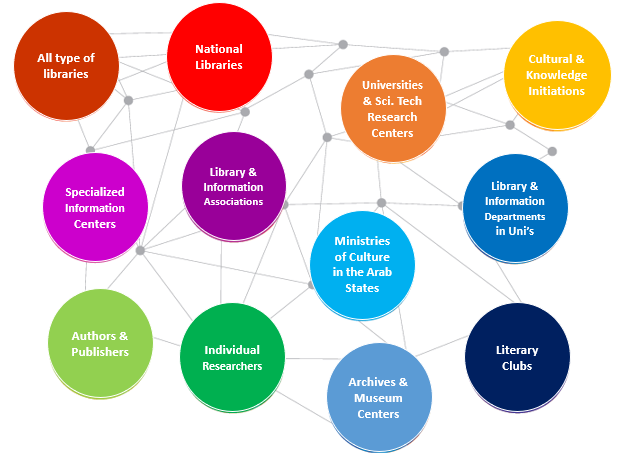 All type of
libraries
National
Libraries
Universities
& Sci. Tech
Research
Centers
Cultural &
Knowledge
Initiations
Specialized
Information
Centers
Library &
Information
Associations
Ministries
of Culture
in the Arab
States
Library &
Information
Departments
in Uni's
Authors &
Publishers
Individual
Researchers
Archives &
Museum
Centers
Literary
Clubs